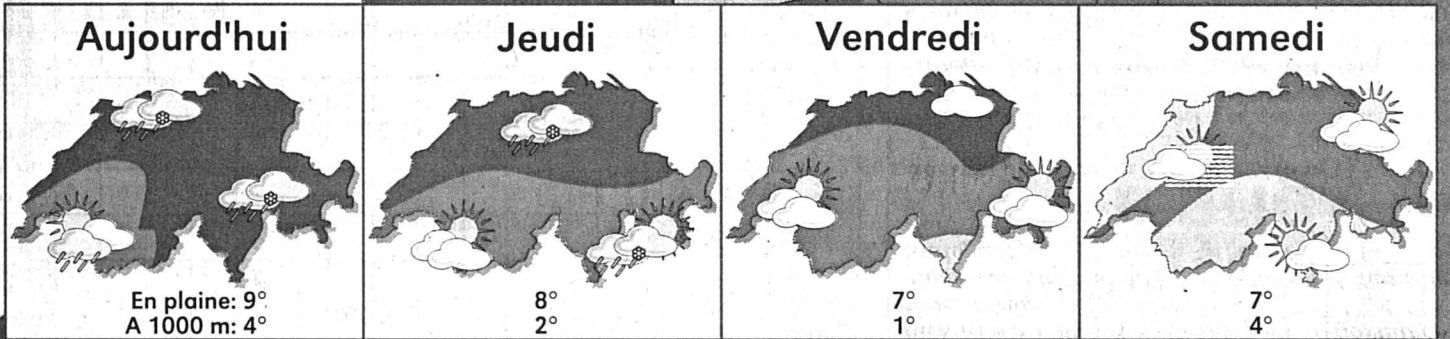 Aujourd'hui
En plaine: 9°
A 1000 m: 4°
Jeudi
8°
2°
Vendredi
7°
1°
Samedi
7°
4°